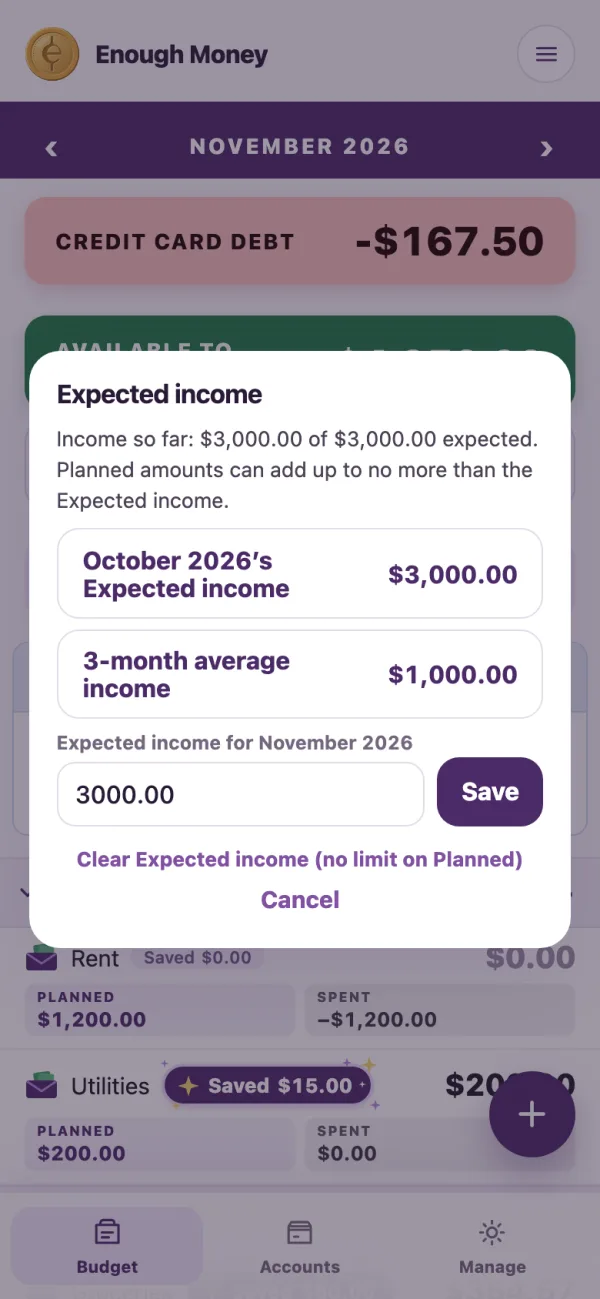 Enough Money
NOVEMBER 2026
CREDIT CARD DEBT
-$167.50
AVAILABLE TO
Expected income
Income so far: $3,000.00 of $3,000.00 expected.
Planned amounts can add up to no more than the
Expected income.
October 2026’s
Expected income
$3,000.00
3-month average
income
$1,000.00
Expected income for November 2026
3000.00
Save
Clear Expected income (no limit on Planned)
Cancel
Rent
Saved $0.00
$0.00
PLANNED
$1,200.00
SPENT
–$1,200.00
Utilities
Saved $15.00
PLANNED
$200.00
SPENT
$0.00
Budget
Accounts
Manage